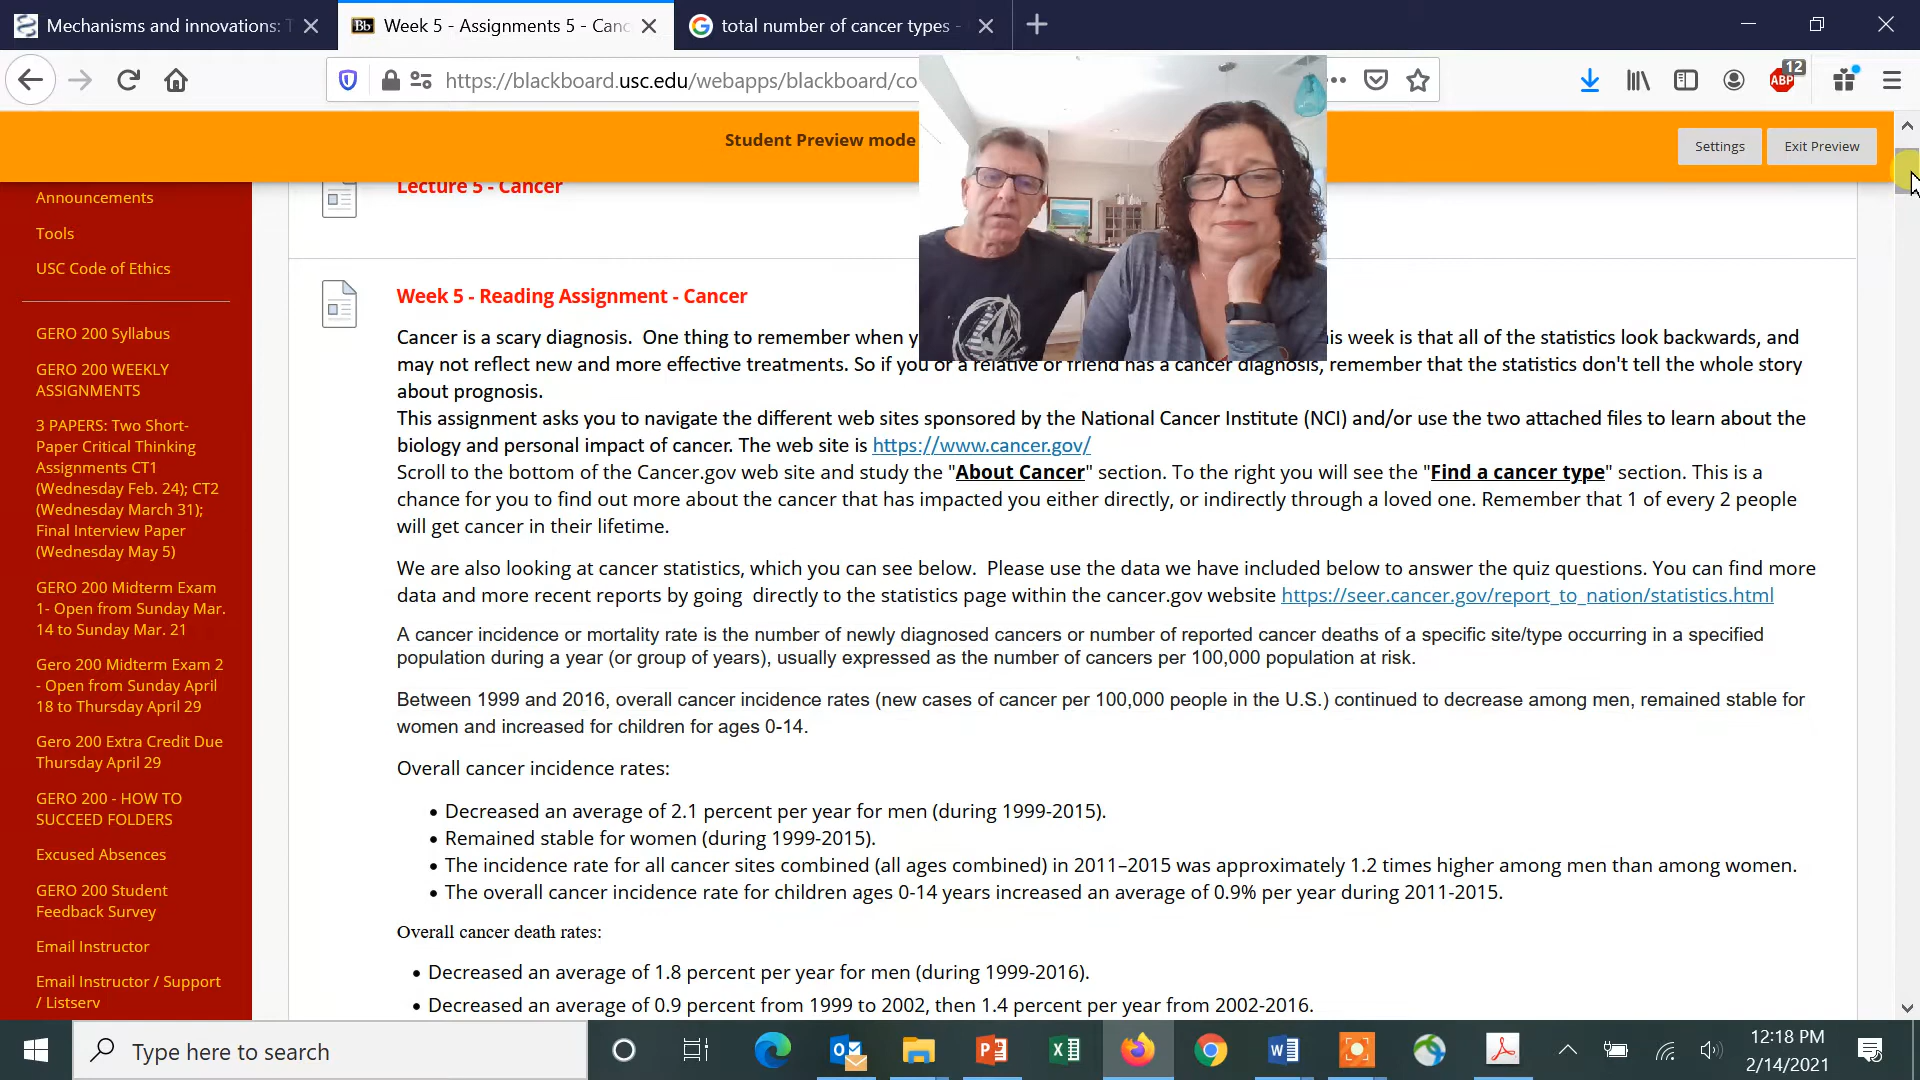 Mechanisms and innovations: T
Bb
Week 5 - Assignments 5 - Canc
total number of cancer types -
https://blackboard.usc.edu/webapps/blackboard/co
ABP
12
Student Preview mode
Settings
Exit Preview
Announcements
Tools
USC Code of Ethics
GERO 200 Syllabus
GERO 200 WEEKLY
ASSIGNMENTS
3 PAPERS: Two Short-
Paper Critical Thinking
Assignments CT1
(Wednesday Feb. 24); CT2
(Wednesday March 31);
Final Interview Paper
(Wednesday May 5)
GERO 200 Midterm Exam
1- Open from Sunday Mar.
14 to Sunday Mar. 21
Gero 200 Midterm Exam 2
- Open from Sunday April
18 to Thursday April 29
Gero 200 Extra Credit Due
Thursday April 29
GERO 200 - HOW TO
SUCCEED FOLDERS
Excused Absences
GERO 200 Student
Feedback Survey
Email Instructor
Email Instructor / Support
/ Listserv
Lecture 5 - Cancer
Week 5 - Reading Assignment - Cancer
Cancer is a scary diagnosis.  One thing to remember when is week is that all of the statistics look backwards, and
may not reflect new and more effective treatments. So if you or a relative or friend has a cancer diagnosis, remember that the statistics don't tell the whole story
about prognosis.
This assignment asks you to navigate the different web sites sponsored by the National Cancer Institute (NCI) and/or use the two attached files to learn about the
biology and personal impact of cancer. The web site is https://www.cancer.gov/
Scroll to the bottom of the Cancer.gov web site and study the "About Cancer" section. To the right you will see the "Find a cancer type" section. This is a
chance for you to find out more about the cancer that has impacted you either directly, or indirectly through a loved one. Remember that 1 of every 2 people
will get cancer in their lifetime.
We are also looking at cancer statistics, which you can see below.  Please use the data we have included below to answer the quiz questions. You can find more
data and more recent reports by going  directly to the statistics page within the cancer.gov website https://seer.cancer.gov/report_to_nation/statistics.html
A cancer incidence or mortality rate is the number of newly diagnosed cancers or number of reported cancer deaths of a specific site/type occurring in a specified
population during a year (or group of years), usually expressed as the number of cancers per 100,000 population at risk.
Between 1999 and 2016, overall cancer incidence rates (new cases of cancer per 100,000 people in the U.S.) continued to decrease among men, remained stable for
women and increased for children for ages 0-14.
Overall cancer incidence rates:
• Decreased an average of 2.1 percent per year for men (during 1999-2015).
• Remained stable for women (during 1999-2015).
• The incidence rate for all cancer sites combined (all ages combined) in 2011–2015 was approximately 1.2 times higher among men than among women.
• The overall cancer incidence rate for children ages 0-14 years increased an average of 0.9% per year during 2011-2015.
Overall cancer death rates:
• Decreased an average of 1.8 percent per year for men (during 1999-2016).
• Decreased an average of 0.9 percent from 1999 to 2002, then 1.4 percent per year from 2002-2016.
Type here to search
12:18 PM
2/14/2021